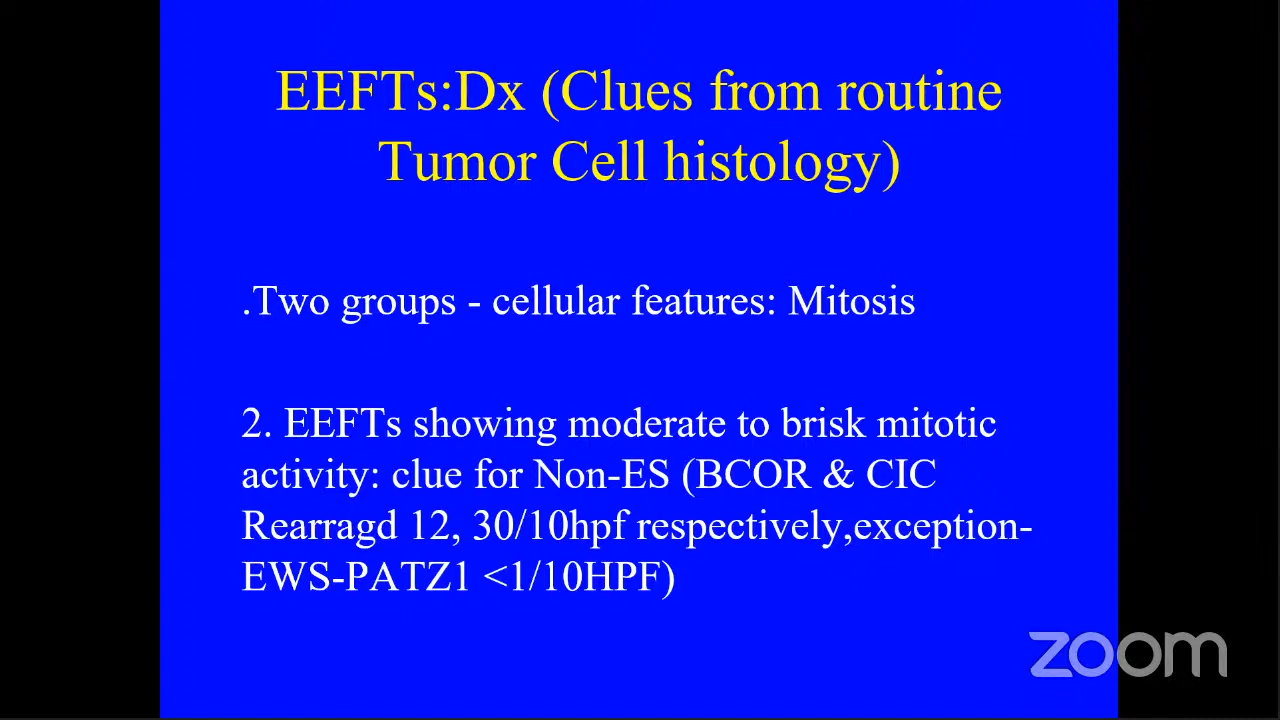 EEFTs:Dx (Clues from routine
Tumor Cell histology)
.Two groups - cellular features: Mitosis
2. EEFTs showing moderate to brisk mitotic
activity: clue for Non-ES (BCOR & CIC
Rearragd 12, 30/10hpf respectively,exception-
EWS-PATZ1 <1/10HPF)
zoom